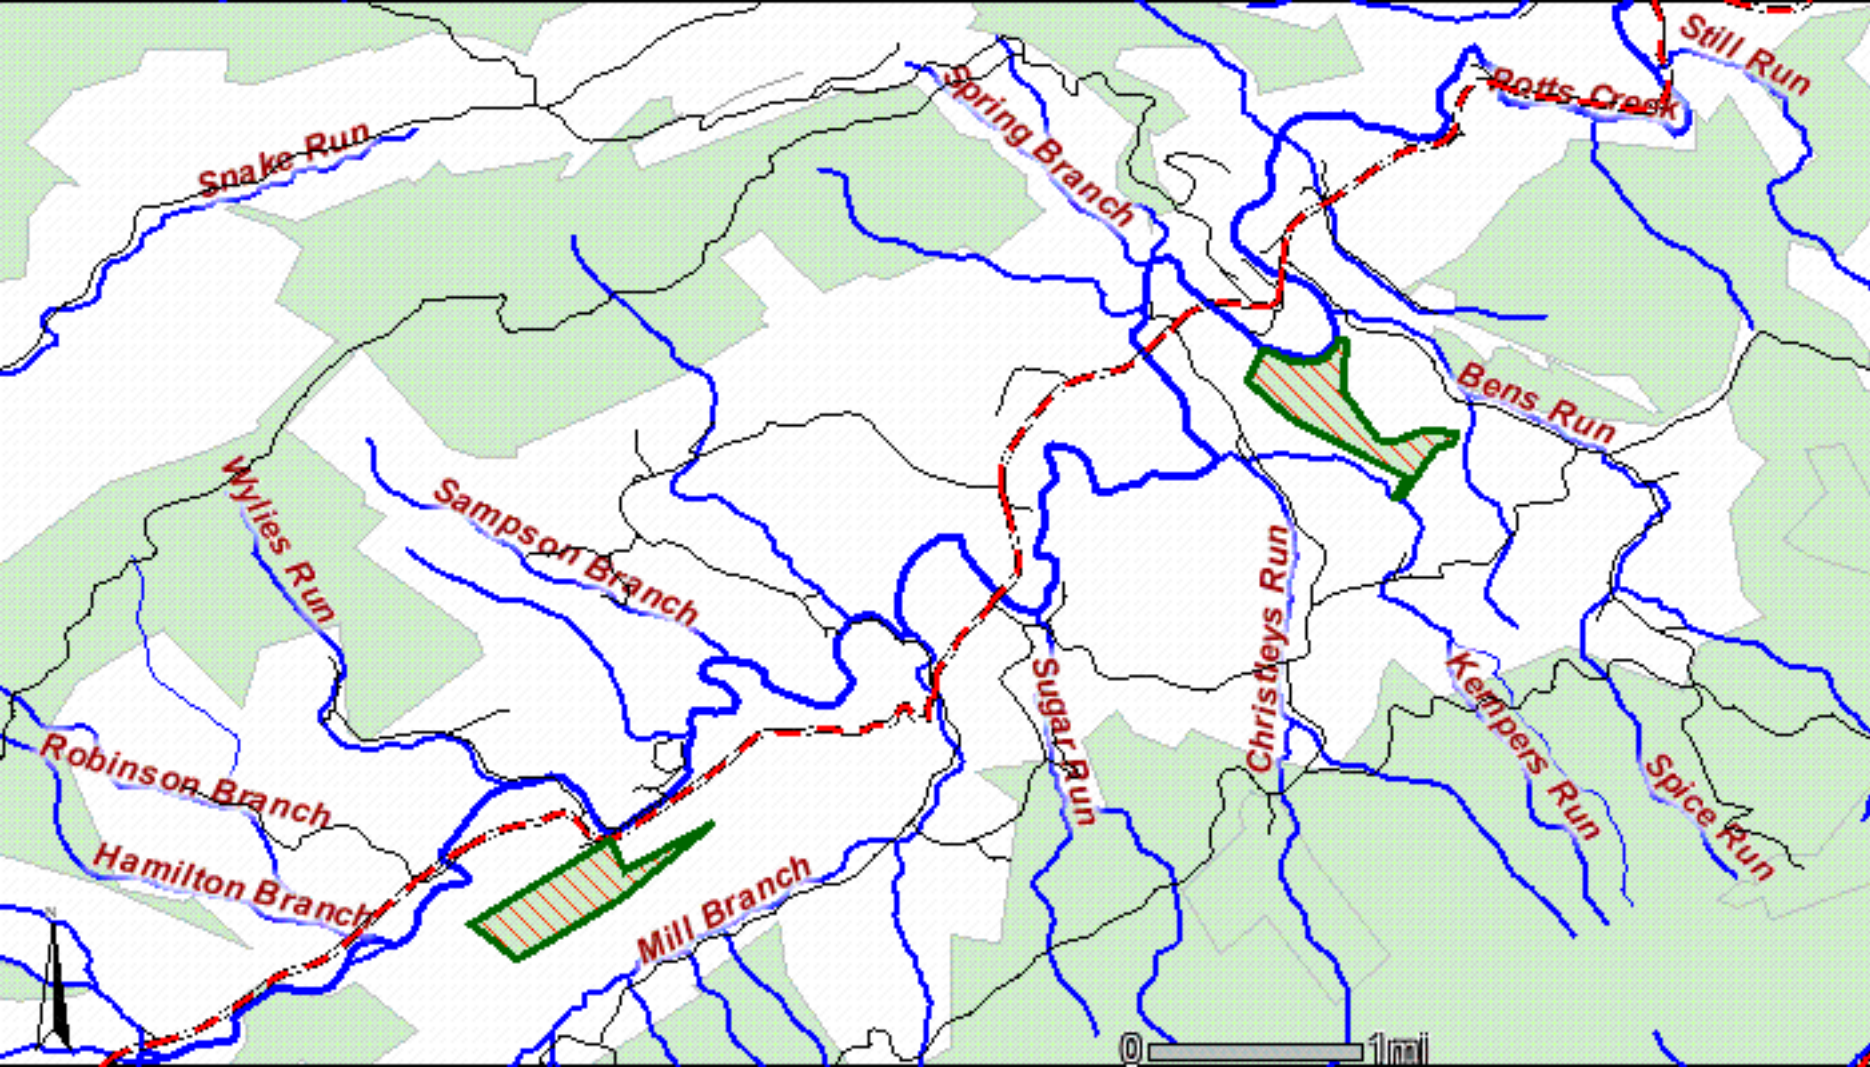 Still Run
Potts Creek
Spring Branch
Snake Run
Bens Run
Wylies Run
Sampson Branch
Christleys Run
Sugar Run
Kempers Run
Spice Run
Robinson Branch
Hamilton Branch
Mill Branch
N
0 1mi